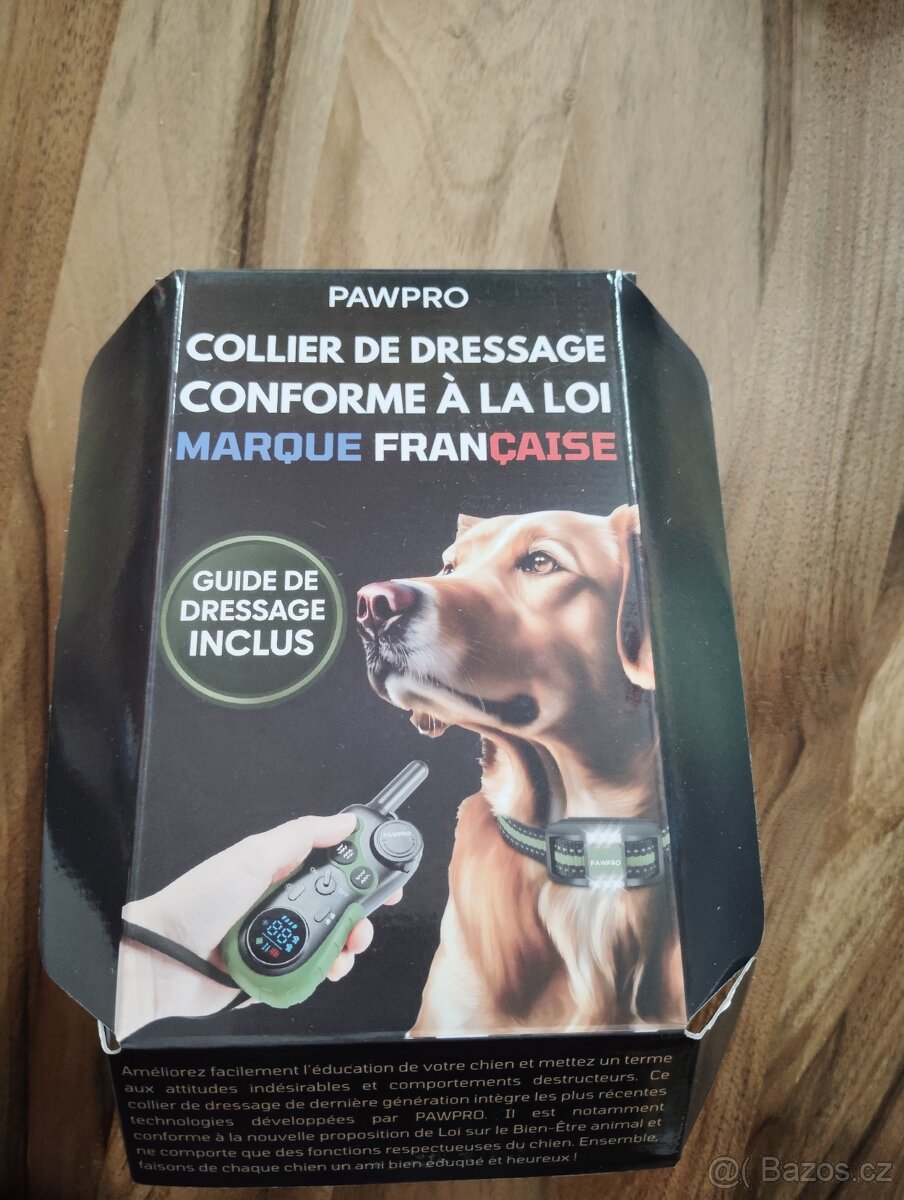 PAWPRO
COLLIER DE DRESSAGE
CONFORME À LA LOI
MARQUE FRANÇAISE
GUIDE DE
DRESSAGE
INCLUS
PAWPRO
88
PAWPRO
Améliorez facilement l'éducation de votre chien et mettez un terme
aux attitudes indésirables et comportements destructeurs. Ce
collier de dressage de dernière génération intègre les plus récentes
technologies développées par PAWPRO. Il est notamment
conforme à la nouvelle proposition de Loi sur le Bien-Être animal et
ne comporte que des fonctions respectueuses du chien. Ensemble,
faisons de chaque chien un ami bien éduqué et heureux !
@( Bazos.cz